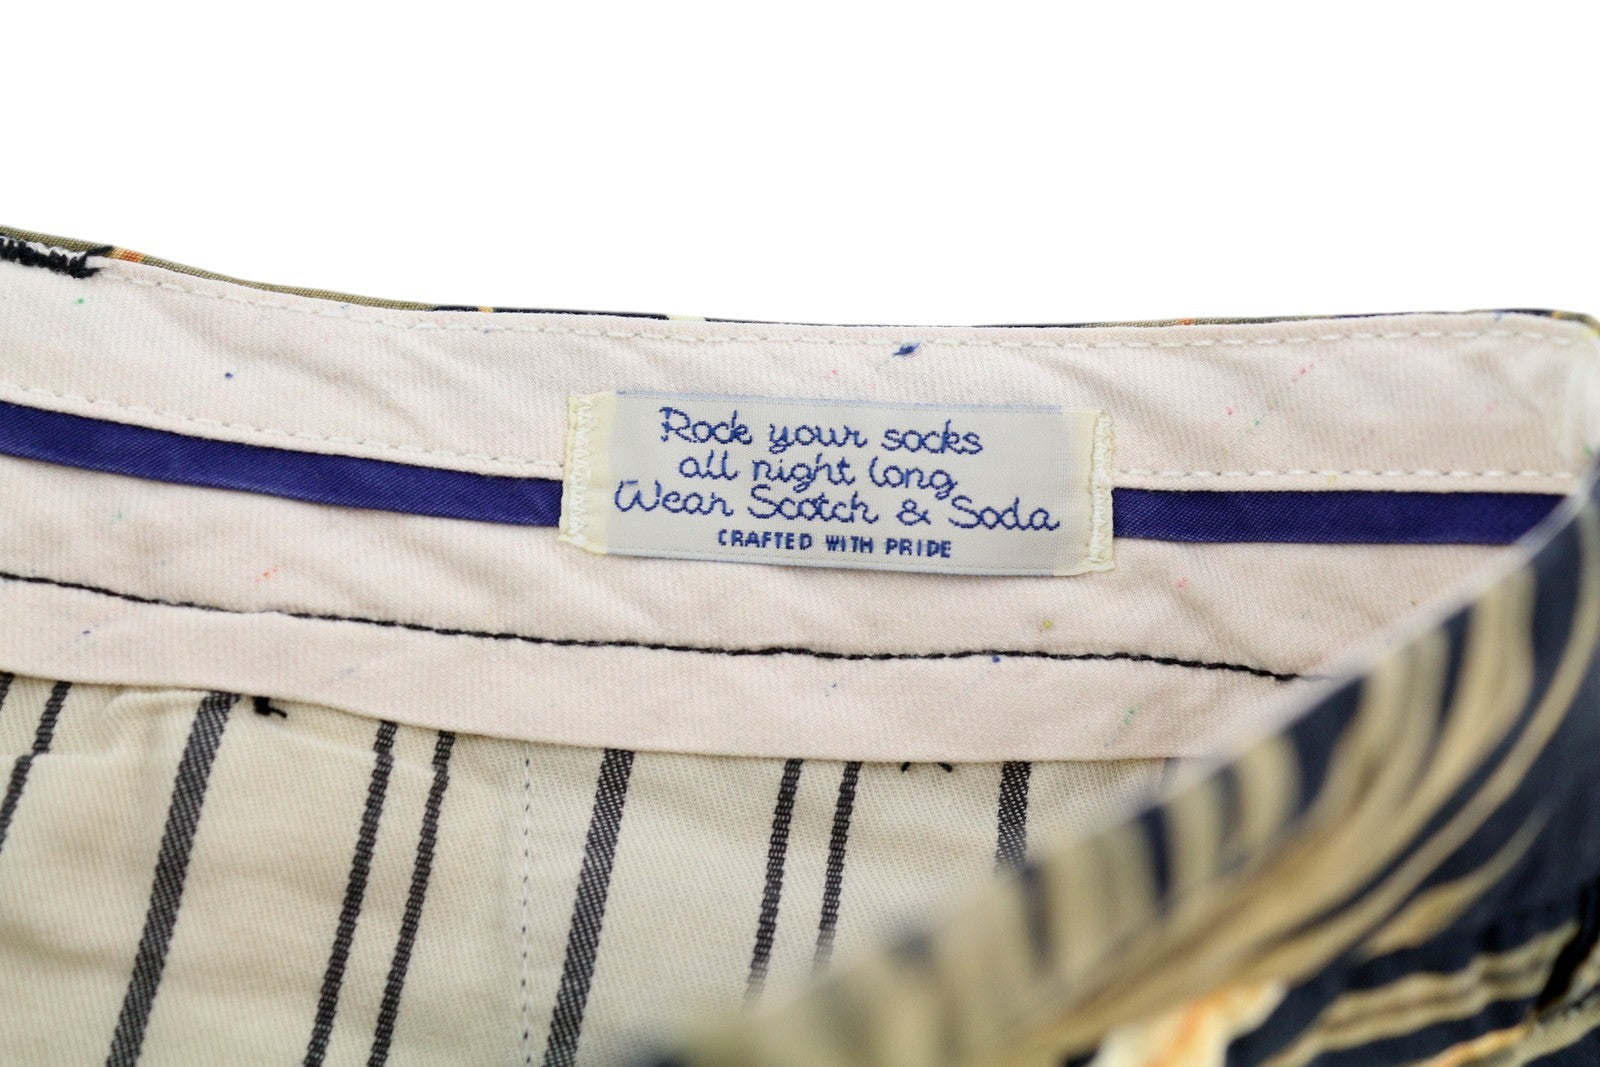 Rock your socks
all night long
Wear Scotch & Soda
CRAFTED WITH PRIDE